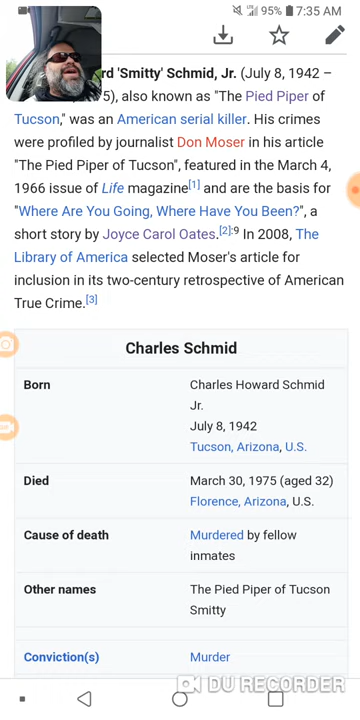 95% 7:35 AM
rd 'Smitty' Schmid, Jr. (July 8, 1942 –
5), also known as "The Pied Piper of
Tucson," was an American serial killer. His crimes
were profiled by journalist Don Moser in his article
"The Pied Piper of Tucson", featured in the March 4,
1966 issue of Life magazine[1] and are the basis for
"Where Are You Going, Where Have You Been?", a
short story by Joyce Carol Oates.[2]:9 In 2008, The
Library of America selected Moser's article for
inclusion in its two-century retrospective of American
True Crime.[3]
Charles Schmid
Born Charles Howard Schmid
Jr.
July 8, 1942
Tucson, Arizona, U.S.
Died March 30, 1975 (aged 32)
Florence, Arizona, U.S.
Cause of death Murdered by fellow
inmates
Other names The Pied Piper of Tucson
Smitty
Conviction(s) Murder
DU RECORDER